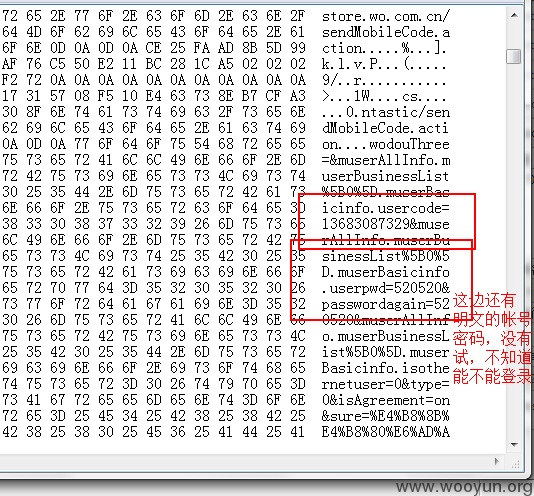 72 65 2E 77 6F 2E 63 6F 6D 2E 63 6E 2F store.wo.com.cn/
64 4D 6F 62 69 6C 65 43 6F 64 65 2E 61 sendMobileCode.a
6F 6E 0D 0A 0D 0A CE 25 FA AD 8B 5D 99 ction.....%...].
AF 76 C5 50 E2 11 BC 28 1C A5 02 02 02 k.l.v.P...(.....
F2 72 0A 0A 0A 0A 0A 0A 0A 0A 0A 0A 0A 9/..r...........
17 31 57 08 F5 10 E4 63 73 8E B7 CF A3 >...1W....cs....
30 8F 6E 74 61 73 74 69 63 2F 73 65 6E ...0.ntastic/sen
62 69 6C 65 43 6F 64 65 2E 61 63 74 69 dMobileCode.acti
0A 0D 0A 77 6F 64 6F 75 54 68 72 65 65 on....wodouThree
75 73 65 72 41 6C 6C 49 6E 66 6F 2E 6D =&muserAllInfo.m
72 42 75 73 69 6E 65 73 73 4C 69 73 74 userBusinessList
30 25 35 44 2E 6D 75 73 65 72 42 61 73 %5B0%5D.muserBas
6E 66 6F 2E 75 73 65 72 63 6F 64 65 3D icinfo.usercode=
38 33 30 38 37 33 32 39 26 6D 75 73 65 13683087329&muse
6C 49 6E 66 6F 2E 6D 75 73 65 72 42 75 rAllInfo.muserBu
73 73 4C 69 73 74 25 35 42 30 25 35 sinessList%5B0%5
75 73 65 72 42 61 73 69 63 69 6E 66 6F D.muserBasicinfo
65 72 70 77 64 3D 35 32 30 35 32 30 26 .userpwd=520520&
73 77 6F 72 64 61 67 61 69 6E 3D 35 32 passwordagain=52
30 26 6D 75 73 65 72 41 6C 6C 49 6E 66 0520&muserAllInf
72 42 75 73 69 6E 65 73 73 4C o.muserBusinessL
25 35 42 30 25 35 44 2E 6D 75 73 65 72 ist%5B0%5D.muser
69 63 69 6E 66 6F 2E 69 73 6F 74 68 65 Basicinfo.isothe
74 75 73 65 72 3D 30 26 74 79 70 65 3D rnetuser=0&type=
73 41 67 72 65 65 6D 65 6E 74 3D 6F 6E 0&isAgreement=on
72 65 3D 25 45 34 25 42 38 25 38 42 25 &sure=%E4%B8%8B%
42 38 25 38 30 25 45 36 25 41 44 25 41 E4%B8%80%E6%AD%A
这边还有
明文的帐号
密码，没有
试，不知道
能不能登录
www.wooyun.org